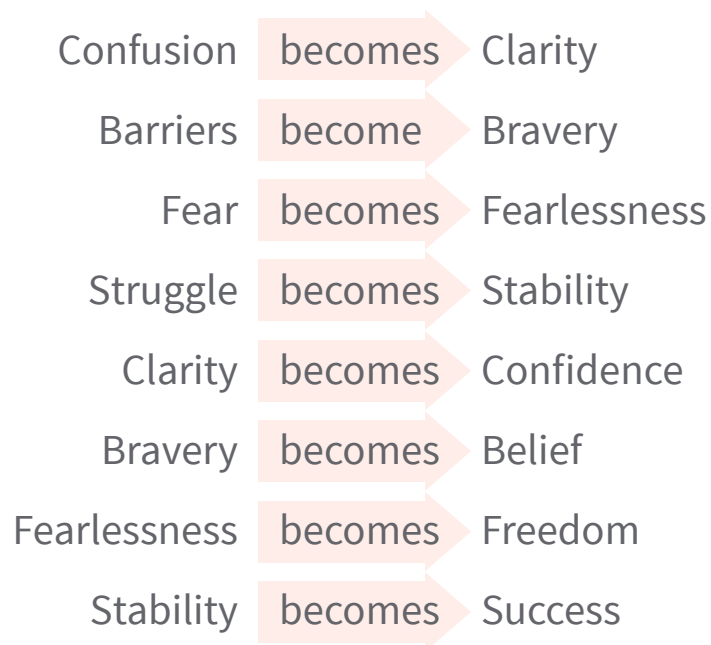 Confusion becomes Clarity
Barriers become Bravery
Fear becomes Fearlessness
Struggle becomes Stability
Clarity becomes Confidence
Bravery becomes Belief
Fearlessness becomes Freedom
Stability becomes Success